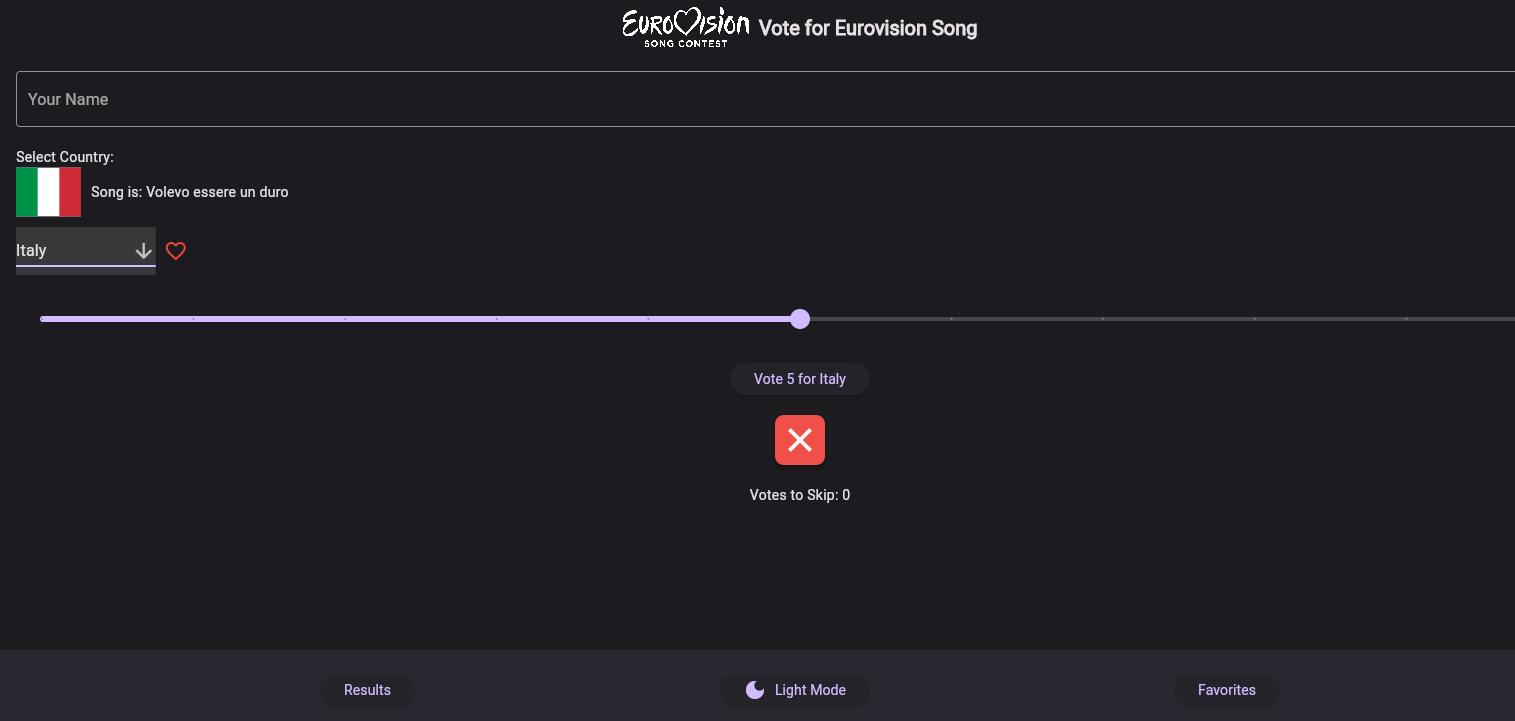 EUROVISION
SONG CONTEST
Vote for Eurovision Song
Your Name
Select Country:
Song is: Volevo essere un duro
Italy
Vote 5 for Italy
Votes to Skip: 0
Results
Light Mode
Favorites